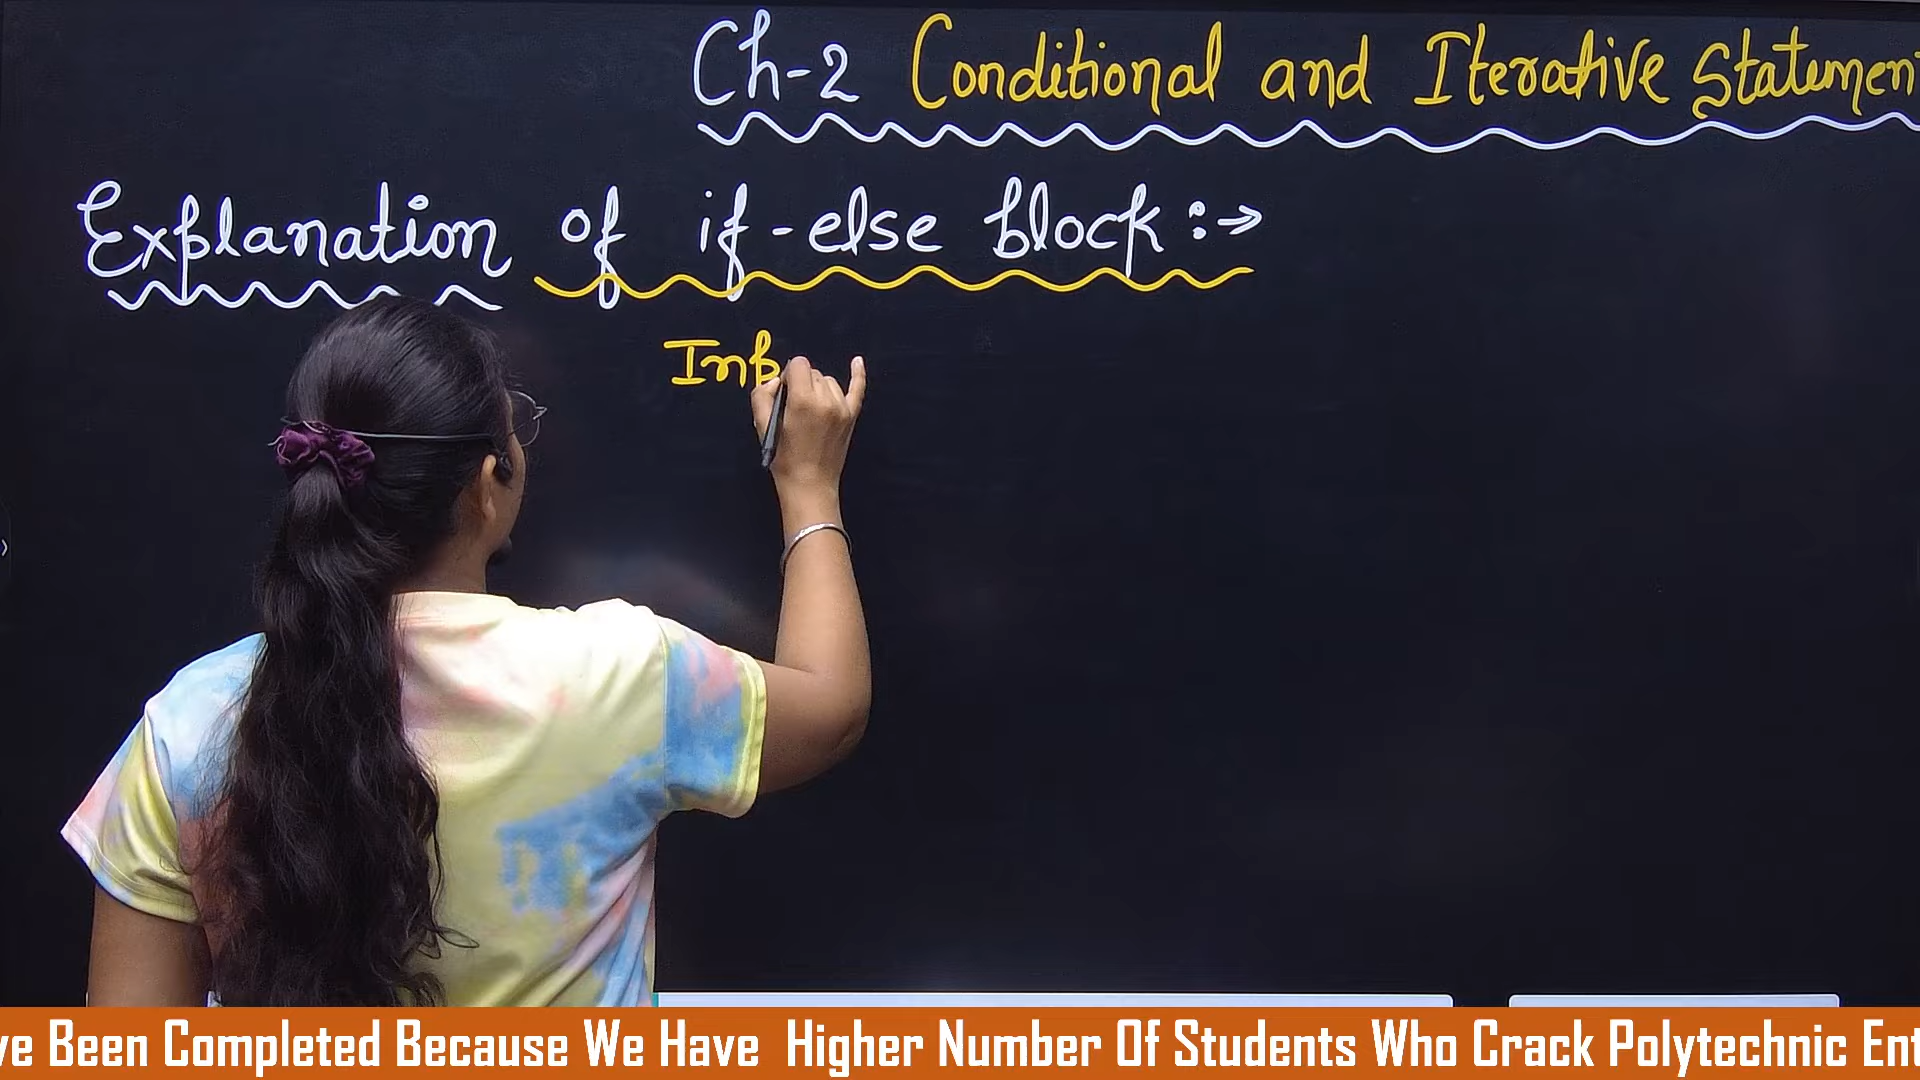 Ch-2 Conditional and Iterative Statemen
Explanation of if-else block :→
Inp
ve Been Completed Because We Have Higher Number Of Students Who Crack Polytechnic Ent